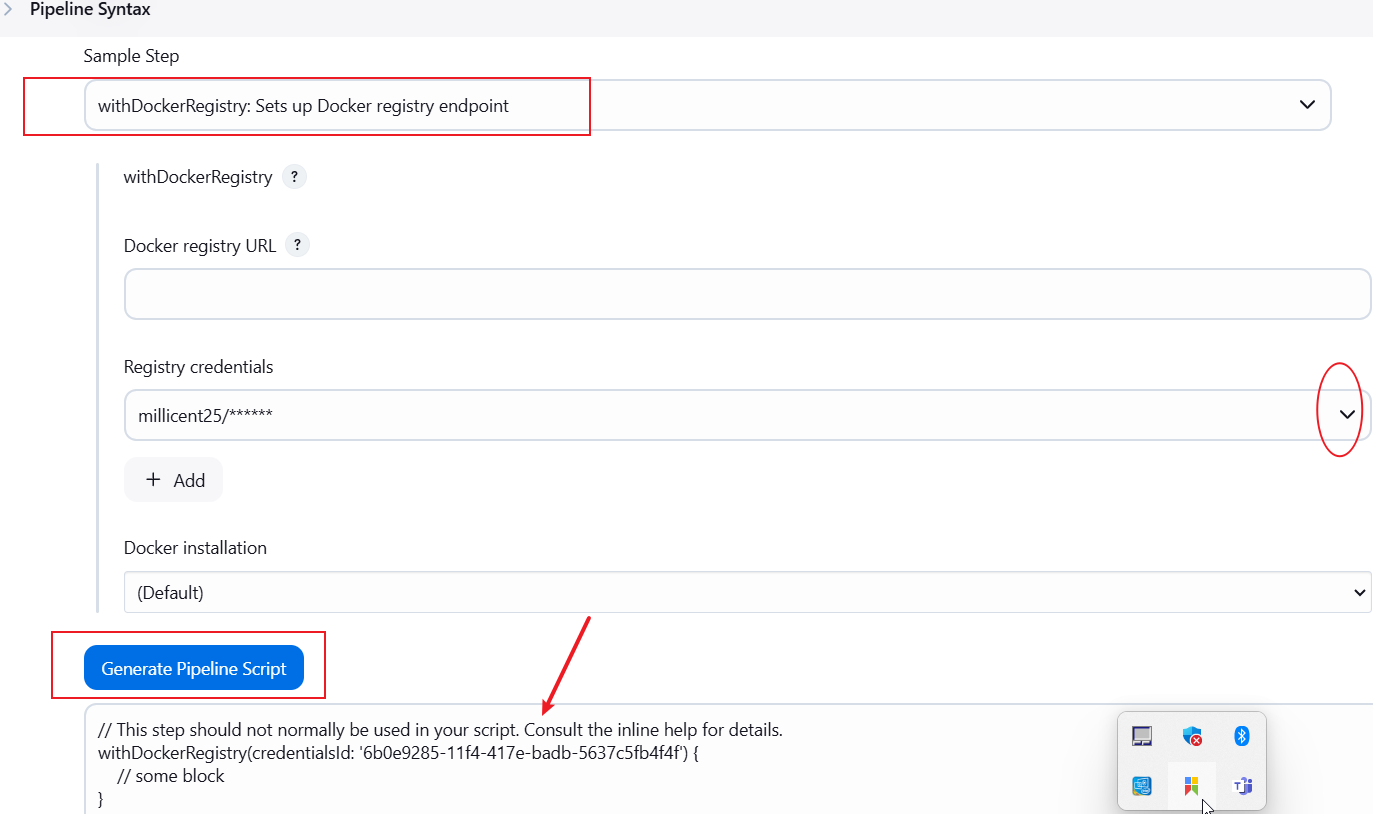 Pipeline Syntax
Sample Step
withDockerRegistry: Sets up Docker registry endpoint
withDockerRegistry ?
Docker registry URL ?
Registry credentials
millicent25/******
+ Add
Docker installation
(Default)
Generate Pipeline Script
// This step should not normally be used in your script. Consult the inline help for details.
withDockerRegistry(credentialsId: '6b0e9285-11f4-417e-badb-5637c5fb4f4f') {
// some block
}